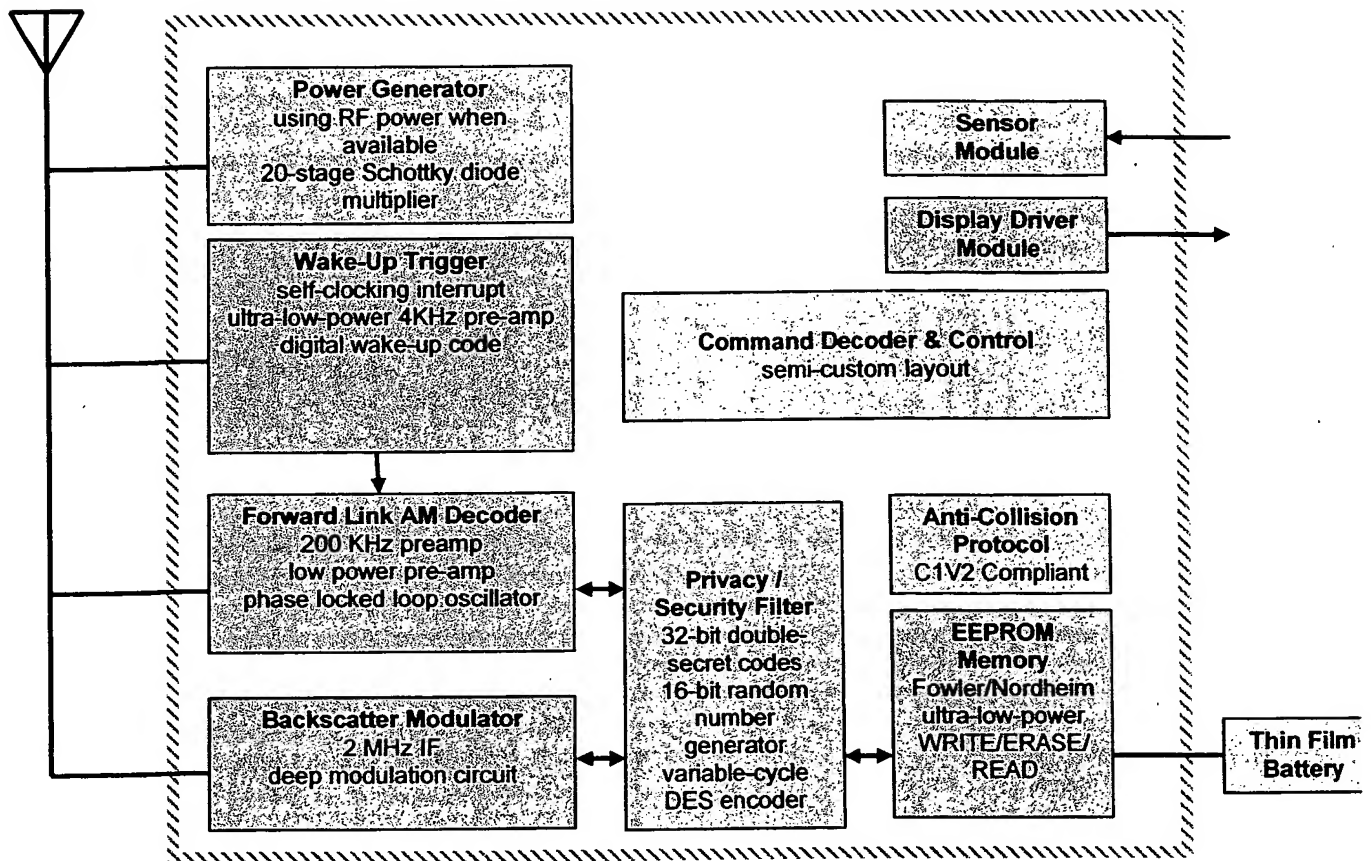 Power Generator
using RF power when
available
20-stage Schottky diode
multiplier
Sensor
Module
Display Driver
Module
Wake-Up Trigger
self-clocking interrupt
ultra-low-power 4KHz pre-amp
digital wake-up code
Command Decoder & Control
semi-custom layout
Forward Link AM Decoder
200 KHz preamp
low power pre-amp
phase locked loop oscillator
Privacy /
Security Filter
32-bit double-
secret codes
16-bit random
number
generator
variable-cycle
DES encoder
Anti-Collision
Protocol
C1V2 Compliant
EEPROM
Memory
Fowler/Nordheim
ultra-low-power
WRITE/ERASE/
READ
Backscatter Modulator
2 MHz IF
deep modulation circuit
Thin Film
Battery